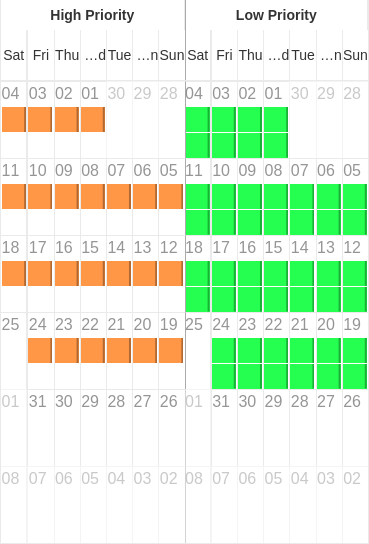 High Priority Low Priority
Sat Fri Thu ...d Tue ...n Sun Sat Fri Thu ...d Tue ...n Sun
04 03 02 01 30 29 28 04 03 02 01 30 29 28
11 10 09 08 07 06 05 11 10 09 08 07 06 05
18 17 16 15 14 13 12 18 17 16 15 14 13 12
25 24 23 22 21 20 19 25 24 23 22 21 20 19
01 31 30 29 28 27 26 01 31 30 29 28 27 26
08 07 06 05 04 03 02 08 07 06 05 04 03 02